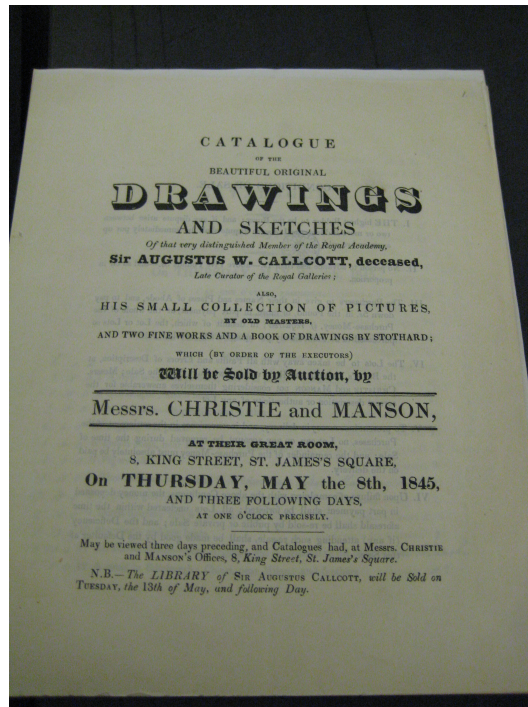 CATALOGUE
OF THE
BEAUTIFUL ORIGINAL
DRAWINGS
AND SKETCHES
Of that very distinguished Member of the Royal Academy,
Sir AUGUSTUS W. CALLCOTT, deceased,
Late Curator of the Royal Galleries;
ALSO,
HIS SMALL COLLECTION OF PICTURES,
BY OLD MASTERS,
AND TWO FINE WORKS AND A BOOK OF DRAWINGS BY STOTHARD;
WHICH (BY ORDER OF THE EXECUTORS)
Will be Sold by Auction, by
Messrs. CHRISTIE and MANSON,
AT THEIR GREAT ROOM,
8, KING STREET, ST. JAMES'S SQUARE,
On THURSDAY, MAY the 8th, 1845,
AND THREE FOLLOWING DAYS,
AT ONE O'CLOCK PRECISELY.
May be viewed three days preceding, and Catalogues had, at Messrs. CHRISTIE
and MANSON'S Offices, 8, King Street, St. James's Square.
N.B.—The LIBRARY of SIR AUGUSTUS CALLCOTT, will be Sold on
TUESDAY, the 13th of May, and following Day.